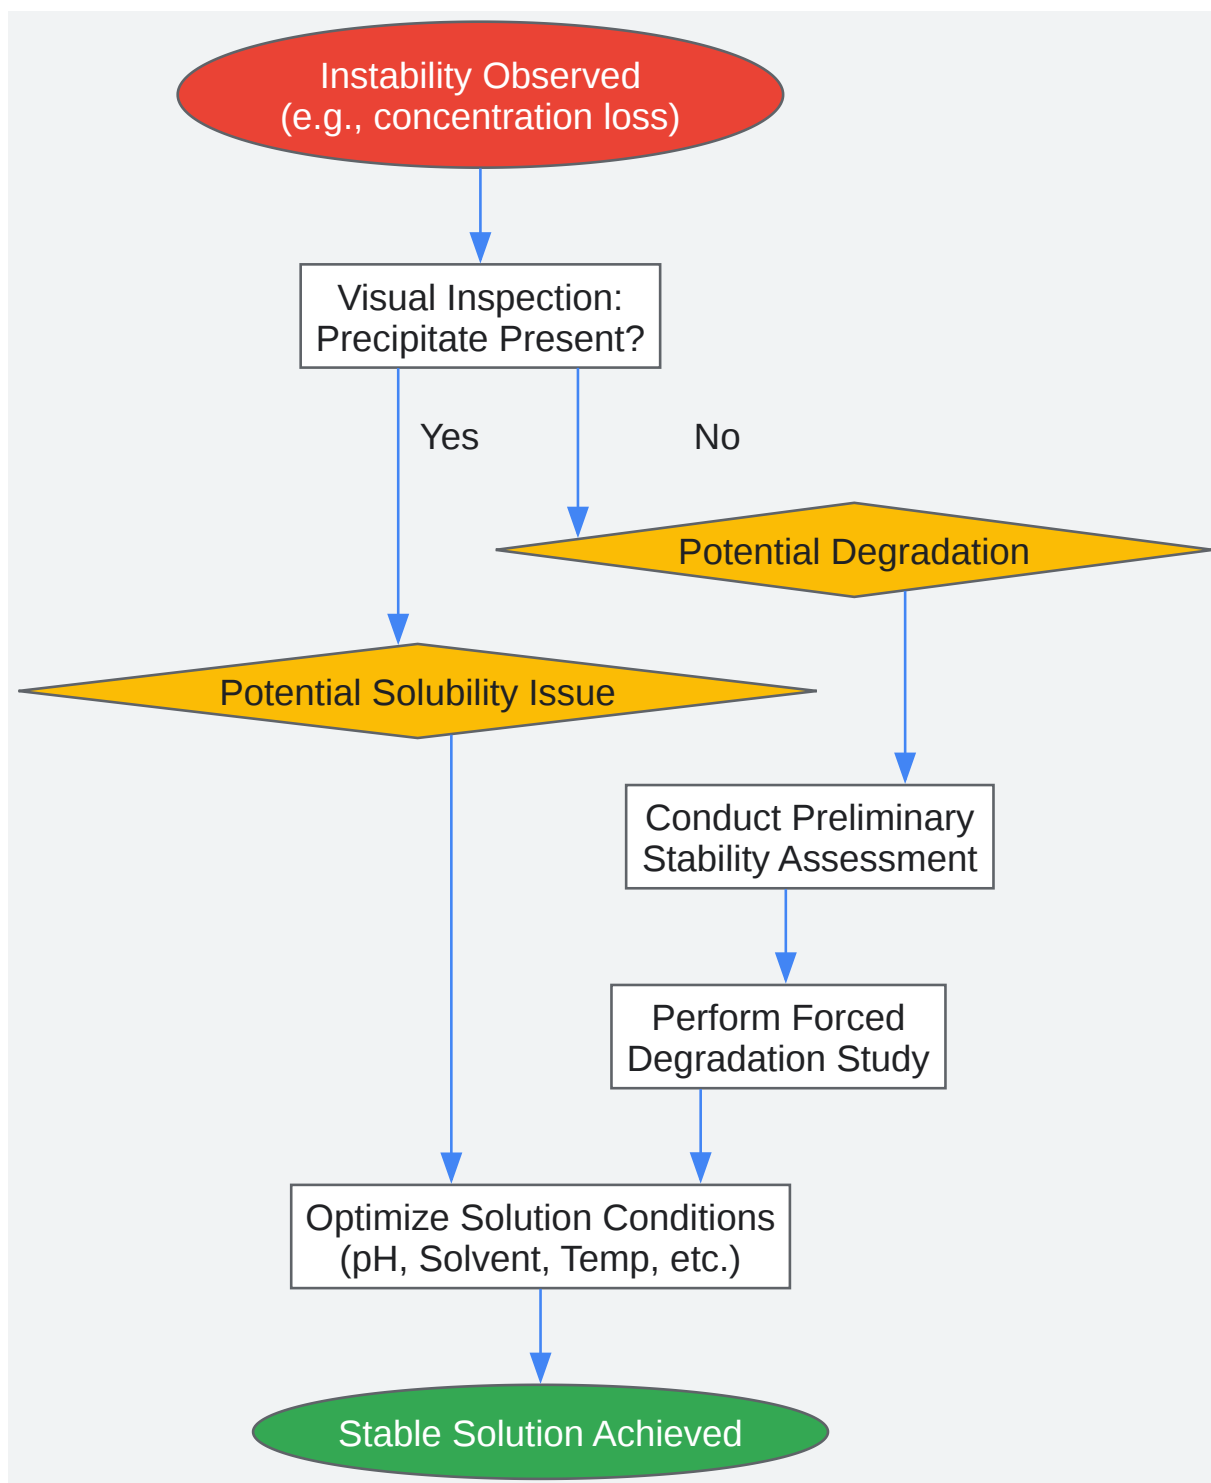 Instability Observed
(e.g., concentration loss)
Visual Inspection:
Precipitate Present?
Yes
No
Potential Degradation
Potential Solubility Issue
Conduct Preliminary
Stability Assessment
Perform Forced
Degradation Study
Optimize Solution Conditions
(pH, Solvent, Temp, etc.)
Stable Solution Achieved